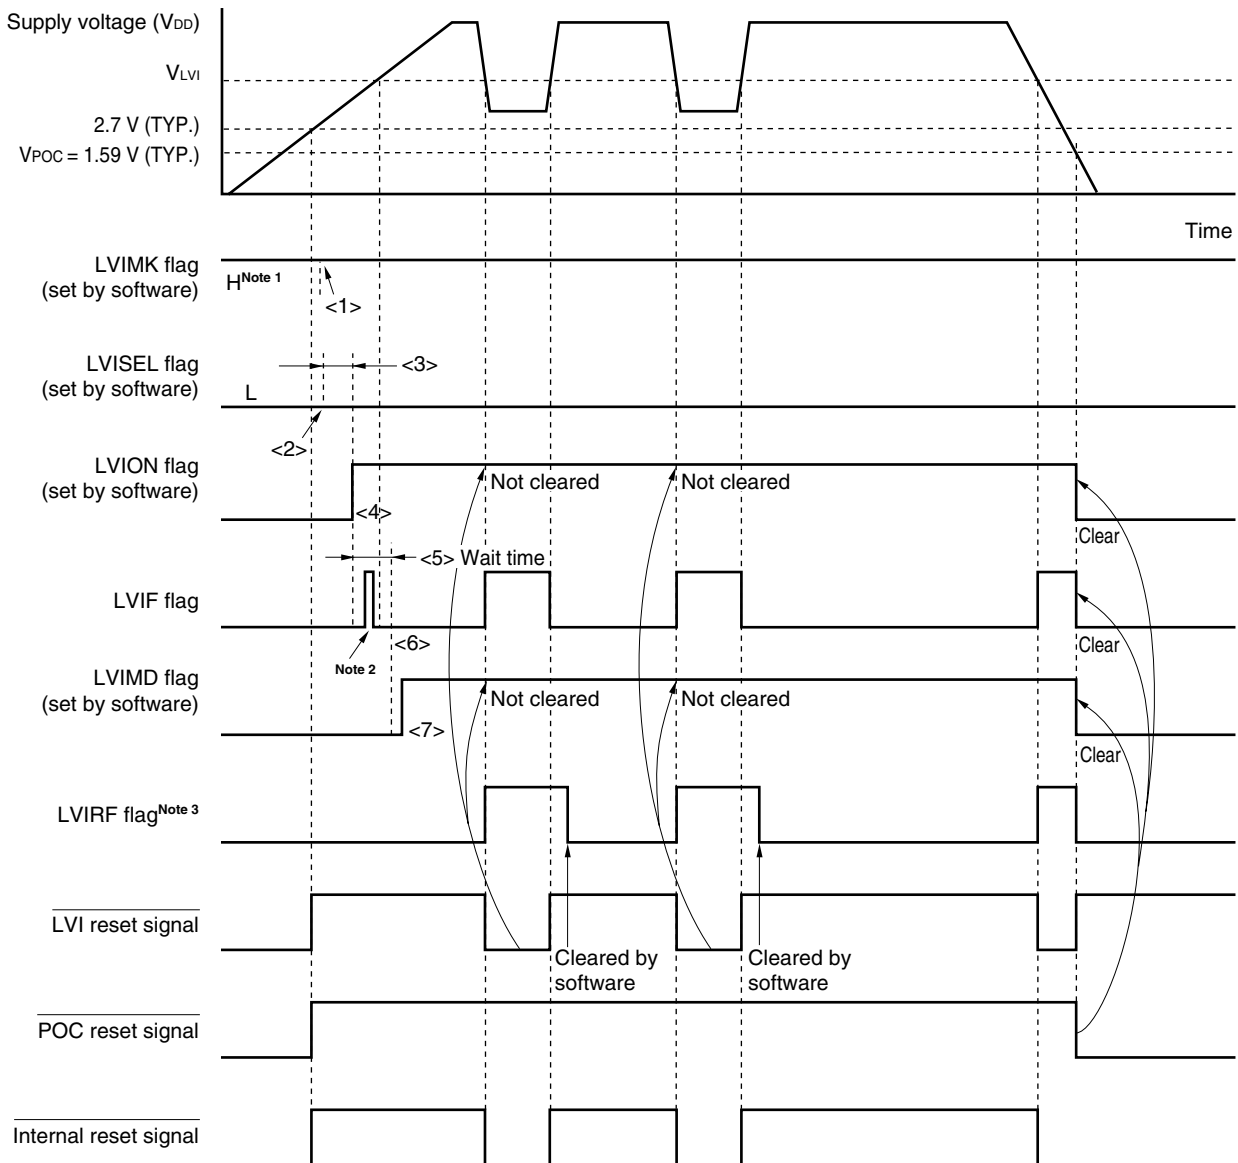 Supply voltage (VDD)
VLVI
2.7 V (TYP.)
VPOC = 1.59 V (TYP.)
Time
LVIMK flag
(set by software)
HNote 1
<1>
LVISEL flag
(set by software)
<3>
L
<2>
LVION flag
(set by software)
Not cleared
Not cleared
<4>
Clear
<5> Wait time
LVIF flag
<6>
Note 2
Clear
LVIMD flag
(set by software)
Not cleared
Not cleared
<7>
Clear
LVIRF flagNote 3
LVI reset signal
Cleared by
software
Cleared by
software
POC reset signal
Internal reset signal